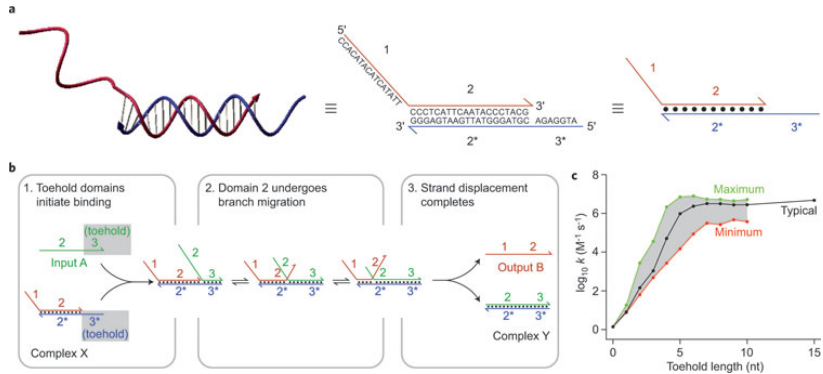 a
5'
1
CCACATACATCATATT
2
CCCTCATTCAATACCCTACG
3'
3'
GGGAGTAAGTTATGGGATGC
AGAGGTA
5'
2*
3*
≡
≡
1
2
2*
3*
b
1. Toehold domains
initiate binding
2. Domain 2 undergoes
branch migration
3. Strand displacement
completes
(toehold)
2 3
Input A
1
2
2* 3*
(toehold)
Complex X
1 2 2 3
2* 3*
1 2 2 3
2* 3*
1 2 2 3
2* 3*
1 2
Output B
2 3
2* 3*
Complex Y
c
log10 k (M−1 s−1)
8
6
4
2
0
0 5 10 15
Toehold length (nt)
Maximum
Typical
Minimum